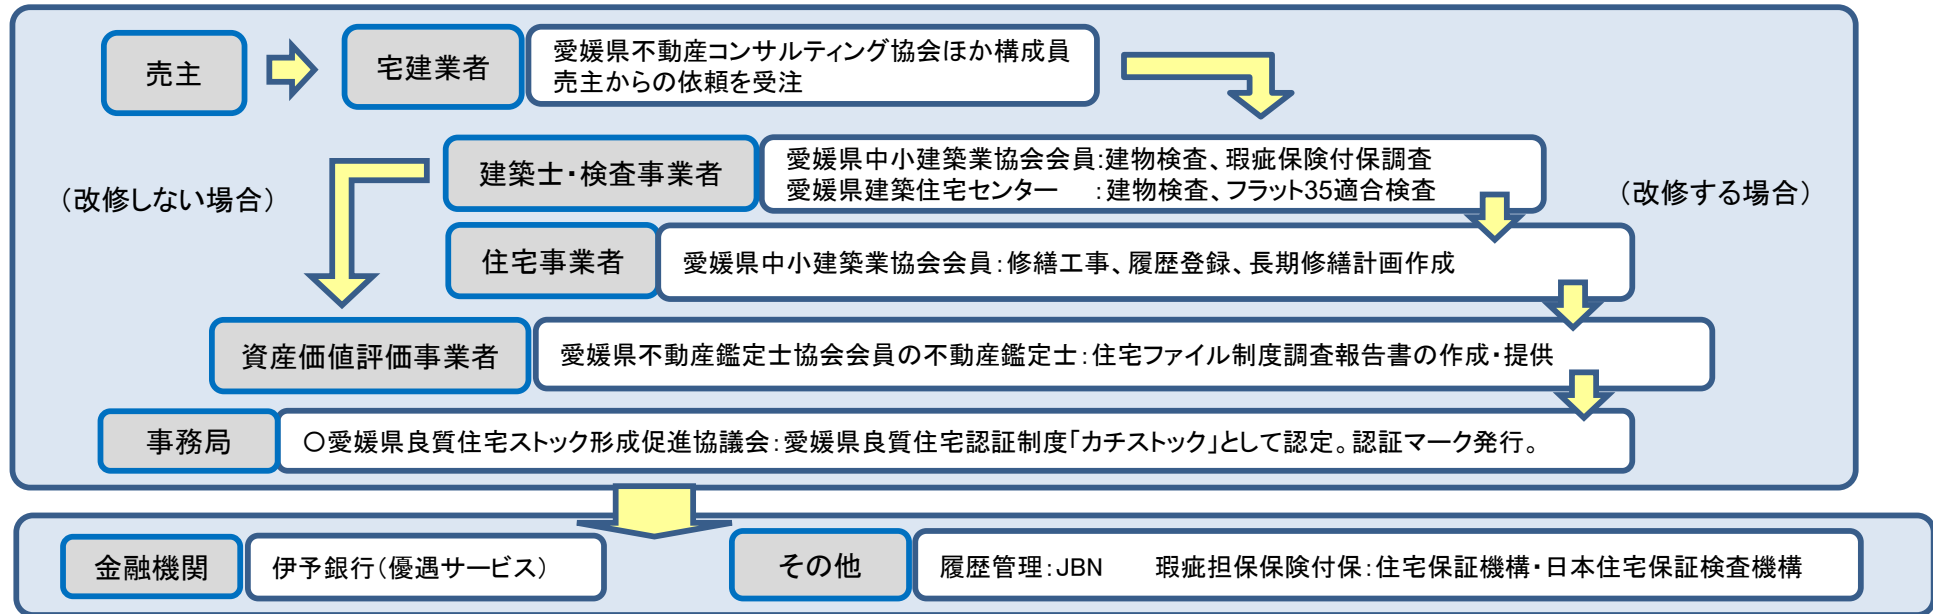 売主
宅建業者
愛媛県不動産コンサルティング協会ほか構成員
売主からの依頼を受注
建築士・検査事業者
愛媛県中小建築業協会会員:建物検査、瑕疵保険付保調査
愛媛県建築住宅センター :建物検査、フラット35適合検査
(改修しない場合)
(改修する場合)
住宅事業者
愛媛県中小建築業協会会員:修繕工事、履歴登録、長期修繕計画作成
資産価値評価事業者
愛媛県不動産鑑定士協会会員の不動産鑑定士:住宅ファイル制度調査報告書の作成・提供
事務局
○愛媛県良質住宅ストック形成促進協議会:愛媛県良質住宅認証制度「カチストック」として認定。認証マーク発行。
金融機関
伊予銀行(優遇サービス)
その他
履歴管理:JBN 瑕疵担保保険付保:住宅保証機構・日本住宅保証検査機構